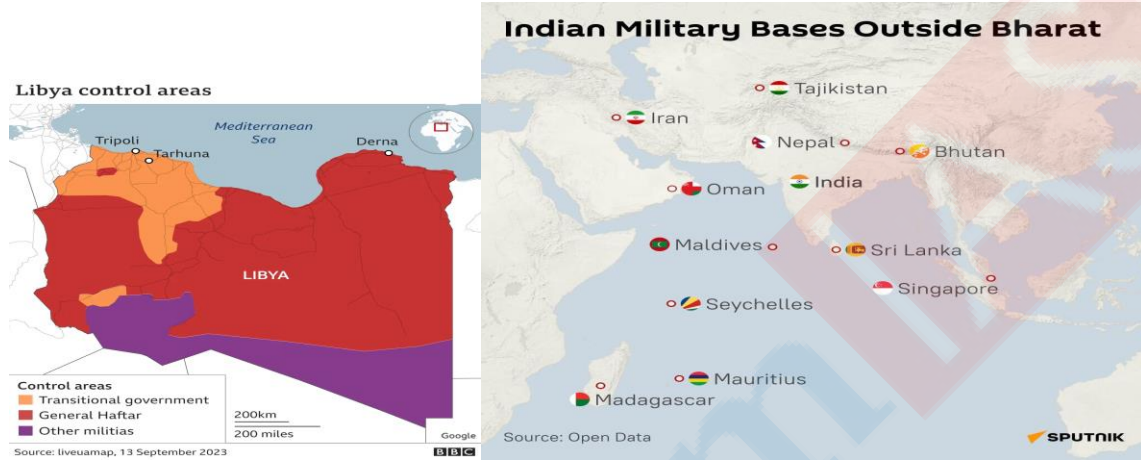 Libya control areas
Mediterranean
Sea
Tripoli
Tarhuna
Derna
LIBYA
Control areas
Transitional government
General Haftar
Other militias
200km
200 miles
Google
Source: liveuamap, 13 September 2023
BBC
Indian Military Bases Outside Bharat
Tajikistan
Iran
Nepal
Bhutan
Oman
India
Maldives
Sri Lanka
Singapore
Seychelles
Mauritius
Madagascar
Source: Open Data
SPUTNIK